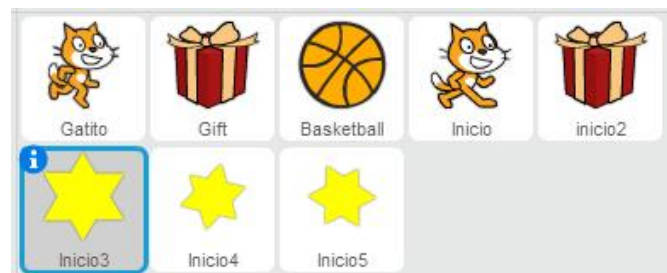 Gatito
Gift
Basketball
Inicio
inicio2
i
Inicio3
Inicio4
Inicio5